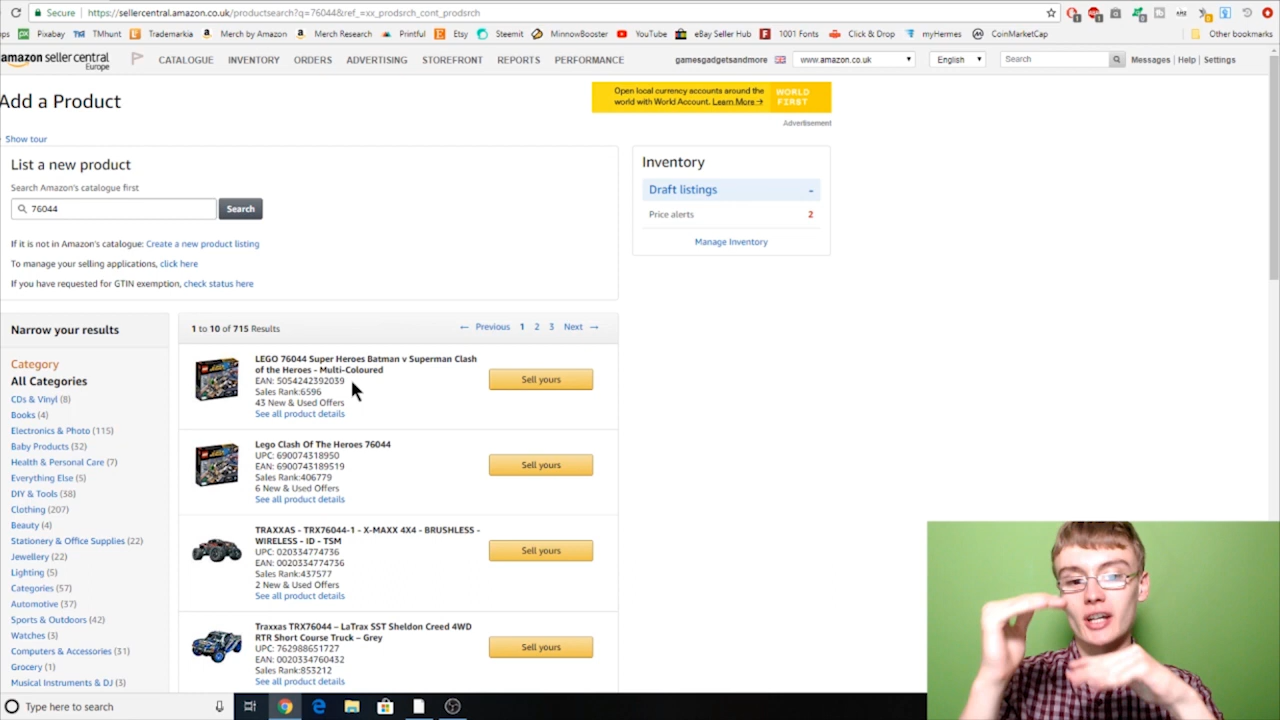 Secure
https://sellercentral.amazon.co.uk/productsearch?q=76044&ref_=xx_prodsrch_cont_prodsrch
ps Pixabay TMhunt Etsy Trademarkia Merch by Amazon Merch Research Printful Etsy Steemit MinnowBooster YouTube eBay Seller Hub 1001 Fonts Click & Drop myHermes CoinMarketCap Other bookmarks
amazon seller central
Europe
CATALOGUE INVENTORY ORDERS ADVERTISING STOREFRONT REPORTS PERFORMANCE
gamesgadgetsandmore www.amazon.co.uk English Search Messages | Help | Settings
Add a Product
Open local currency accounts around the
world with World Account. Learn More
WORLD
FIRST
Advertisement
Show tour
List a new product
Search Amazon's catalogue first
76044 Search
If it is not in Amazon's catalogue: Create a new product listing
To manage your selling applications, click here
If you have requested for GTIN exemption, check status here
Inventory
Draft listings -
Price alerts 2
Manage Inventory
Narrow your results
Category
All Categories
CDs & Vinyl (8)
Books (4)
Electronics & Photo (115)
Baby Products (32)
Health & Personal Care (7)
Everything Else (5)
DIY & Tools (38)
Clothing (207)
Beauty (4)
Stationery & Office Supplies (22)
Jewellery (22)
Lighting (5)
Categories (57)
Automotive (37)
Sports & Outdoors (42)
Watches (3)
Computers & Accessories (31)
Grocery (1)
Musical Instruments & DJ (3)
1 to 10 of 715 Results
← Previous 1 2 3 Next →
LEGO 76044 Super Heroes Batman v Superman Clash
of the Heroes - Multi-Coloured
EAN: 5054242392039
Sales Rank:6596
43 New & Used Offers
See all product details
Sell yours
Lego Clash Of The Heroes 76044
UPC: 690074318950
EAN: 6900743189519
Sales Rank:406779
6 New & Used Offers
See all product details
Sell yours
TRAXXAS - TRX76044-1 - X-MAXX 4X4 - BRUSHLESS -
WIRELESS - ID - TSM
UPC: 020334774736
EAN: 0020334774736
Sales Rank:437577
2 New & Used Offers
See all product details
Sell yours
Traxxas TRX76044 – LaTrax SST Sheldon Creed 4WD
RTR Short Course Truck – Grey
UPC: 762988651727
EAN: 0020334760432
Sales Rank:853212
See all product details
Sell yours
Type here to search